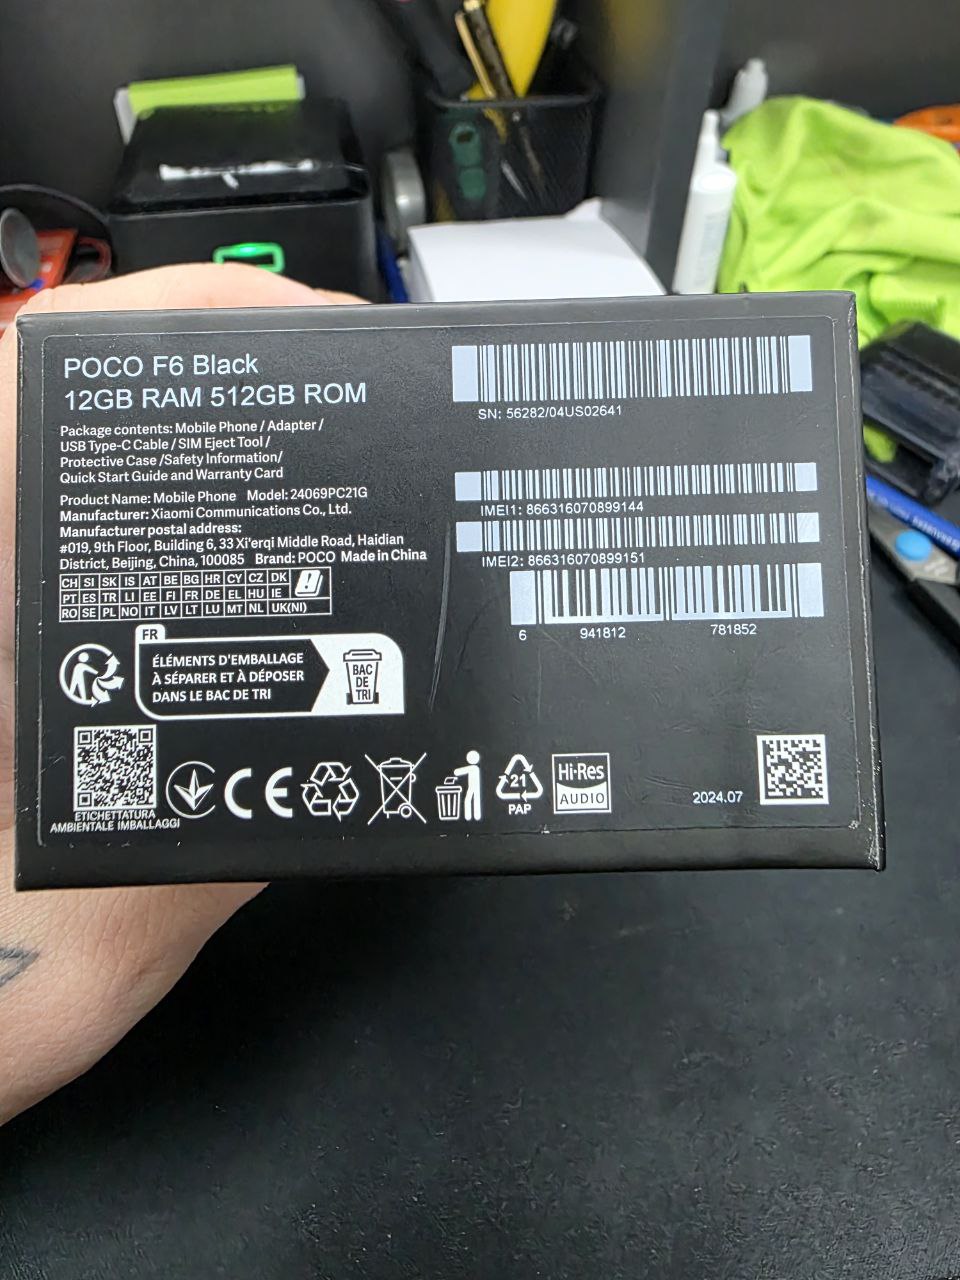 POCO F6 Black
12GB RAM 512GB ROM
Package contents: Mobile Phone / Adapter /
USB Type-C Cable / SIM Eject Tool /
Protective Case /Safety Information/
Quick Start Guide and Warranty Card
Product Name: Mobile Phone Model: 24069PC21G
Manufacturer: Xiaomi Communications Co., Ltd.
Manufacturer postal address:
#019, 9th Floor, Building 6, 33 Xi'erqi Middle Road, Haidian
District, Beijing, China, 100085 Brand: POCO Made in China
CH SI SK IS AT BE BG HR CY CZ DK
PT ES TR LI EE FI FR DE EL HU IE
RO SE PL NO IT LV LT LU MT NL UK(NI)
SN: 56282/04US02641
IMEI1: 866316070899144
IMEI2: 866316070899151
6 941812 781852
FR
ÉLÉMENTS D'EMBALLAGE
À SÉPARER ET À DÉPOSER
DANS LE BAC DE TRI
BAC
DE
TRI
ETICHETTATURA
AMBIENTALE IMBALLAGGI
CE
21
PAP
Hi-Res
AUDIO
2024.07